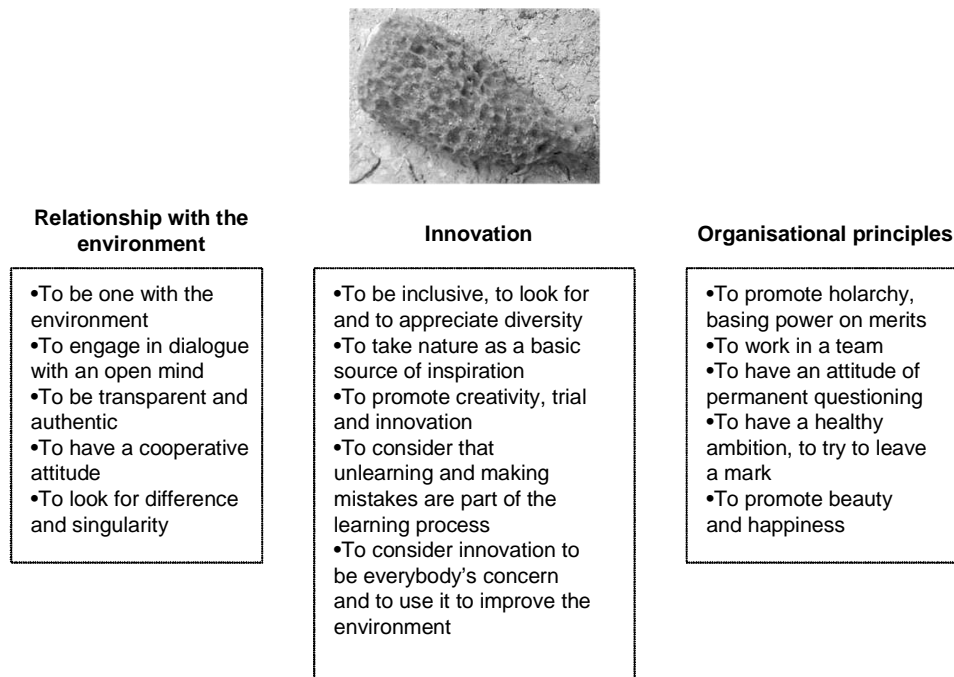 Relationship with the
environment
•To be one with the
environment
•To engage in dialogue
with an open mind
•To be transparent and
authentic
•To have a cooperative
attitude
•To look for difference
and singularity
Innovation
•To be inclusive, to look for
and to appreciate diversity
•To take nature as a basic
source of inspiration
•To promote creativity, trial
and innovation
•To consider that
unlearning and making
mistakes are part of the
learning process
•To consider innovation to
be everybody’s concern
and to use it to improve the
environment
Organisational principles
•To promote holarchy,
basing power on merits
•To work in a team
•To have an attitude of
permanent questioning
•To have a healthy
ambition, to try to leave
a mark
•To promote beauty
and happiness